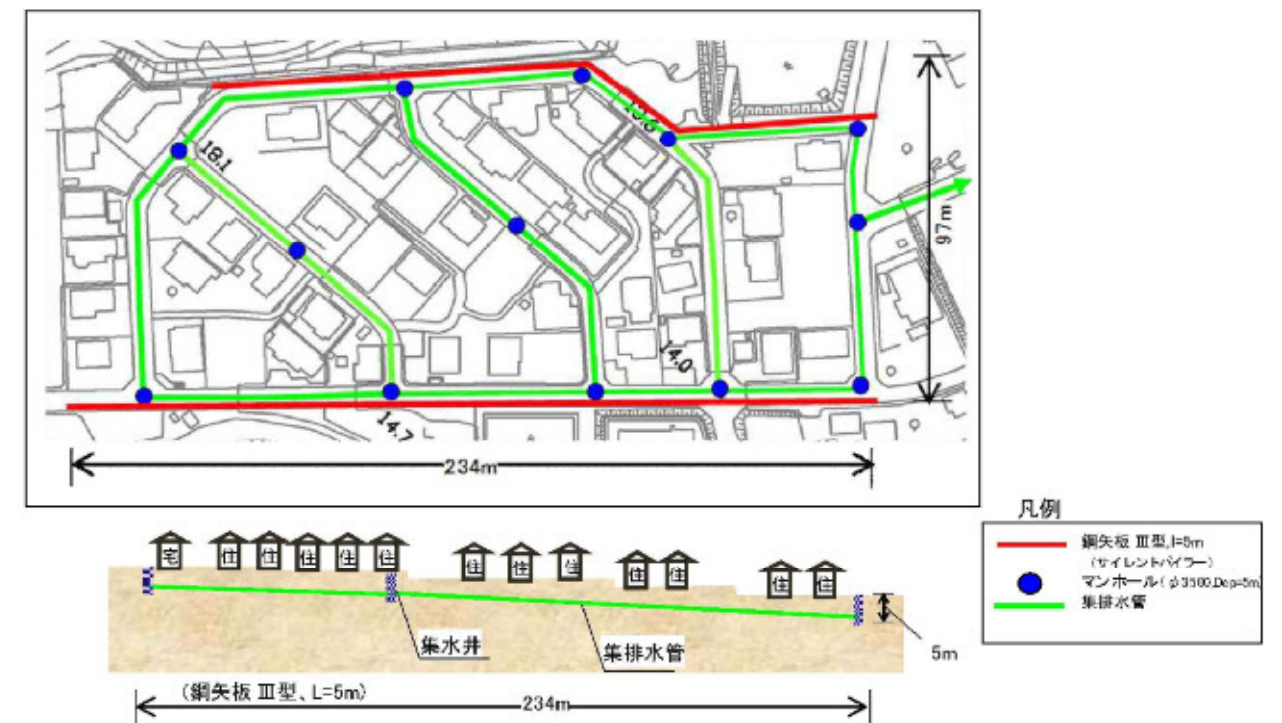 18.1
13.6
14.0
14.7
97m
234m
凡例
鋼矢板 Ⅲ型,l=5m
(サイレントパイラー)
マンホール(φ3500,Dep=5m)
集排水管
宅 住 住 住 住 住 住 住 住 住 住 住 住
集水井
集排水管
5m
(鋼矢板 Ⅲ型、L=5m)
234m